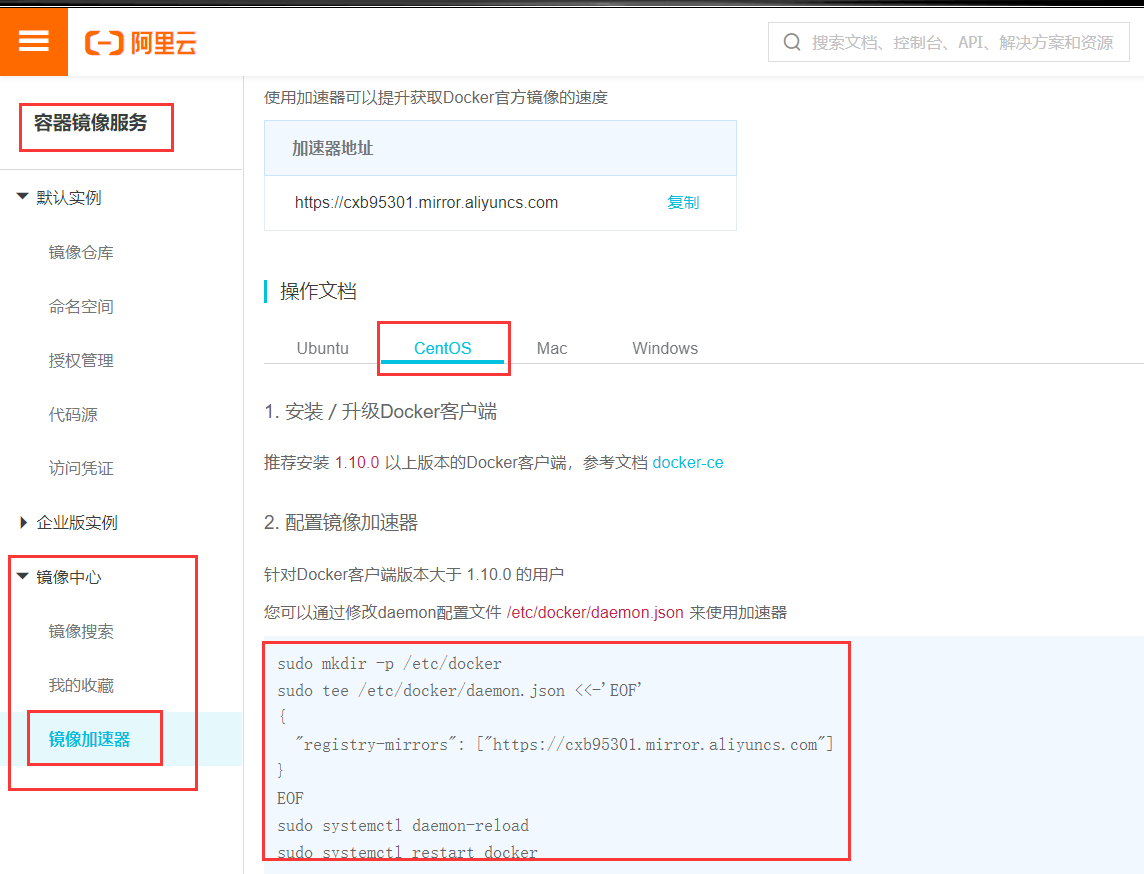 阿里云
搜索文档、控制台、API、解决方案和资源
容器镜像服务
默认实例
镜像仓库
命名空间
授权管理
代码源
访问凭证
企业版实例
镜像中心
镜像搜索
我的收藏
镜像加速器
使用加速器可以提升获取Docker官方镜像的速度
加速器地址
https://cxb95301.mirror.aliyuncs.com 复制
操作文档
Ubuntu CentOS Mac Windows
1. 安装 / 升级Docker客户端
推荐安装 1.10.0 以上版本的Docker客户端，参考文档 docker-ce
2. 配置镜像加速器
针对Docker客户端版本大于 1.10.0 的用户
您可以通过修改daemon配置文件 /etc/docker/daemon.json 来使用加速器
sudo mkdir -p /etc/docker
sudo tee /etc/docker/daemon.json <<-'EOF'
{
"registry-mirrors": ["https://cxb95301.mirror.aliyuncs.com"]
}
EOF
sudo systemctl daemon-reload
sudo systemctl restart docker